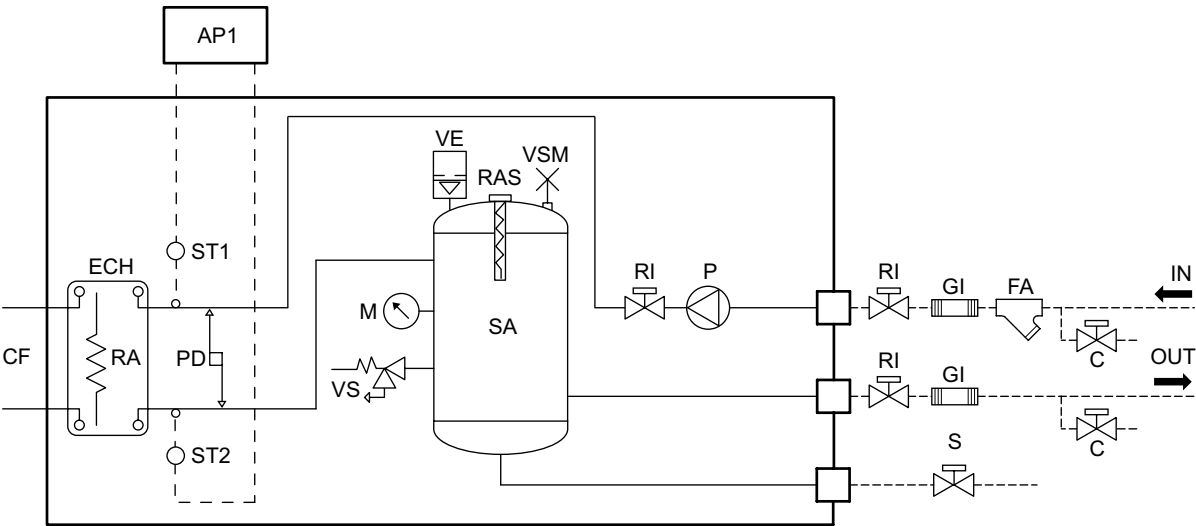 AP1
VE
VSM
RAS
ST1
ECH
RI
P
RI
GI
FA
IN
M
SA
CF
RA
PD
C
OUT
RI
GI
VS
C
ST2
S